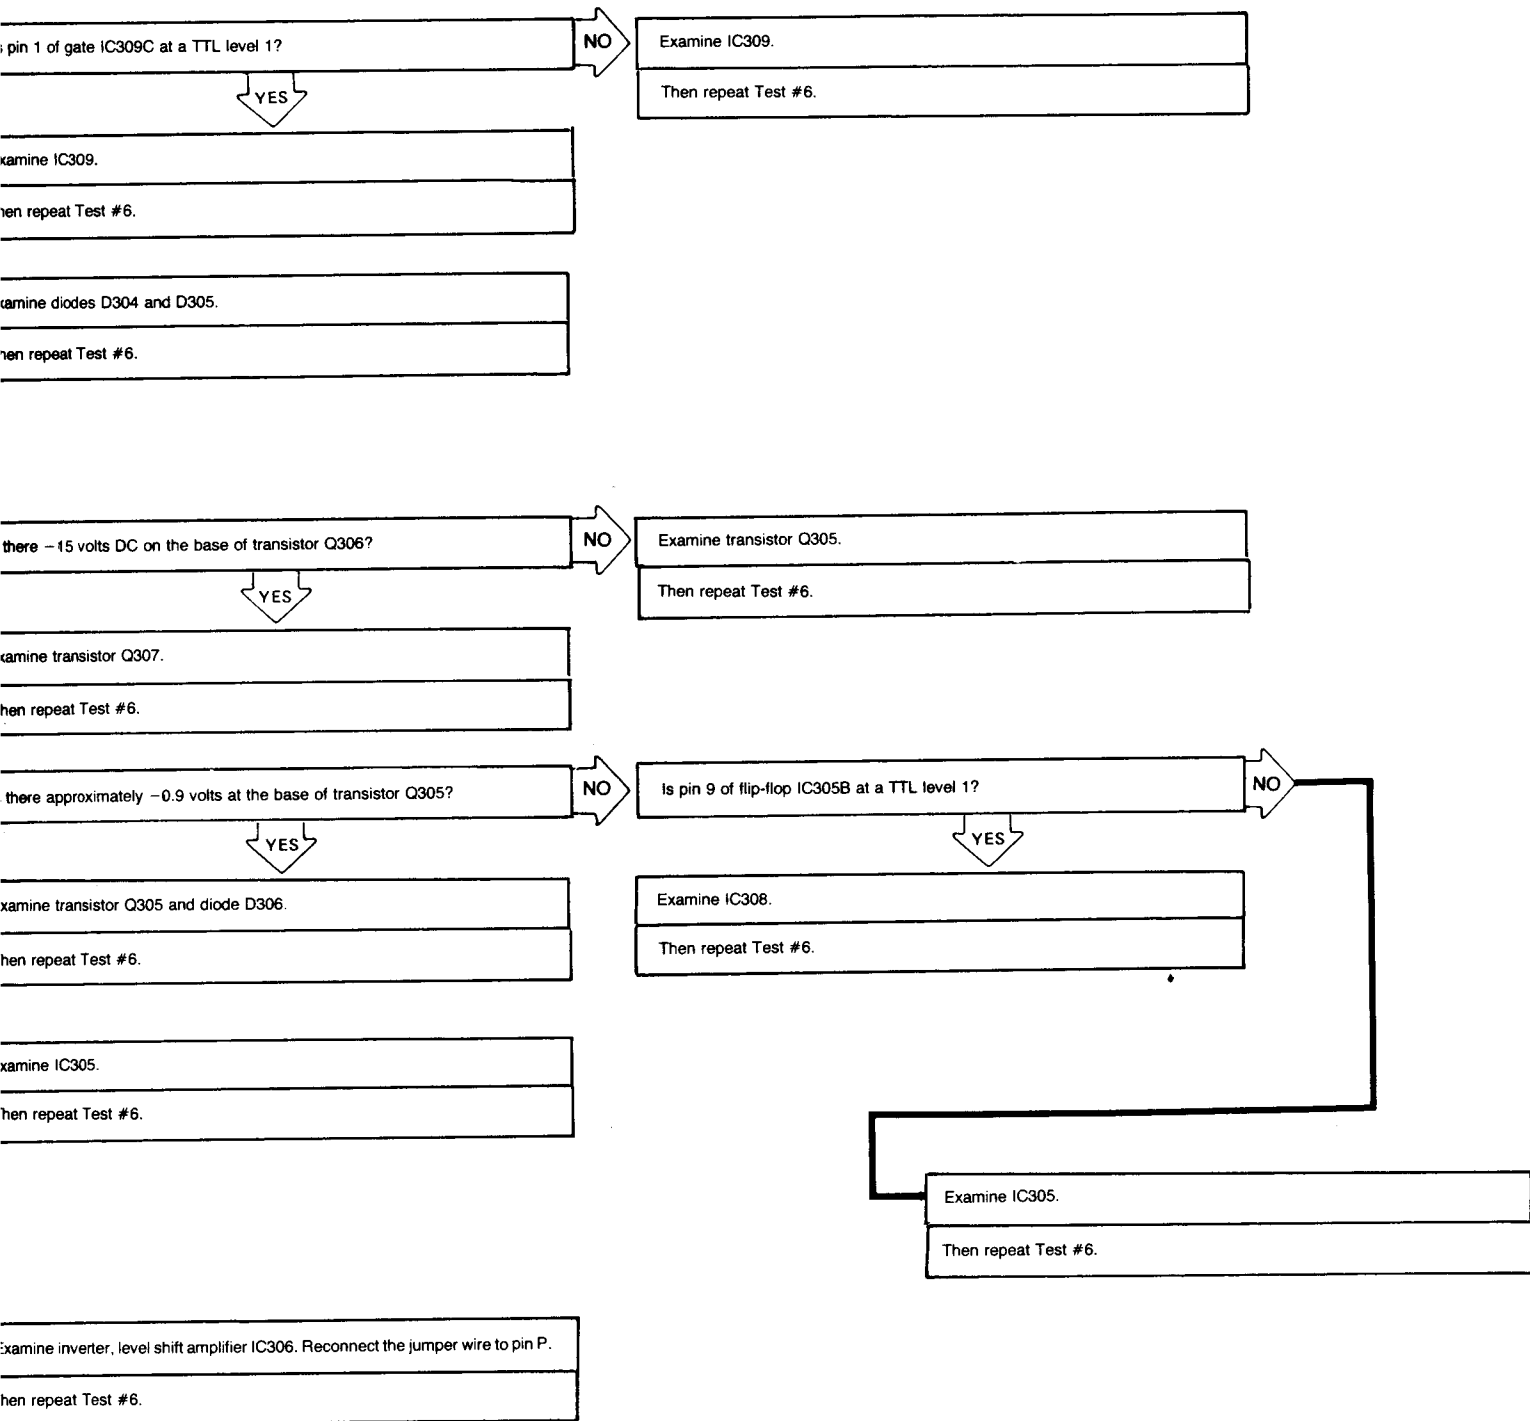 s pin 1 of gate IC309C at a TTL level 1?
NO
Examine IC309.
Then repeat Test #6.
YES
xamine IC309.
hen repeat Test #6.
xamine diodes D304 and D305.
hen repeat Test #6.
there −15 volts DC on the base of transistor Q306?
NO
Examine transistor Q305.
Then repeat Test #6.
YES
xamine transistor Q307.
hen repeat Test #6.
there approximately −0.9 volts at the base of transistor Q305?
NO
Is pin 9 of flip-flop IC305B at a TTL level 1?
NO
YES
YES
xamine transistor Q305 and diode D306.
hen repeat Test #6.
Examine IC308.
Then repeat Test #6.
xamine IC305.
hen repeat Test #6.
Examine IC305.
Then repeat Test #6.
Examine inverter, level shift amplifier IC306. Reconnect the jumper wire to pin P.
hen repeat Test #6.